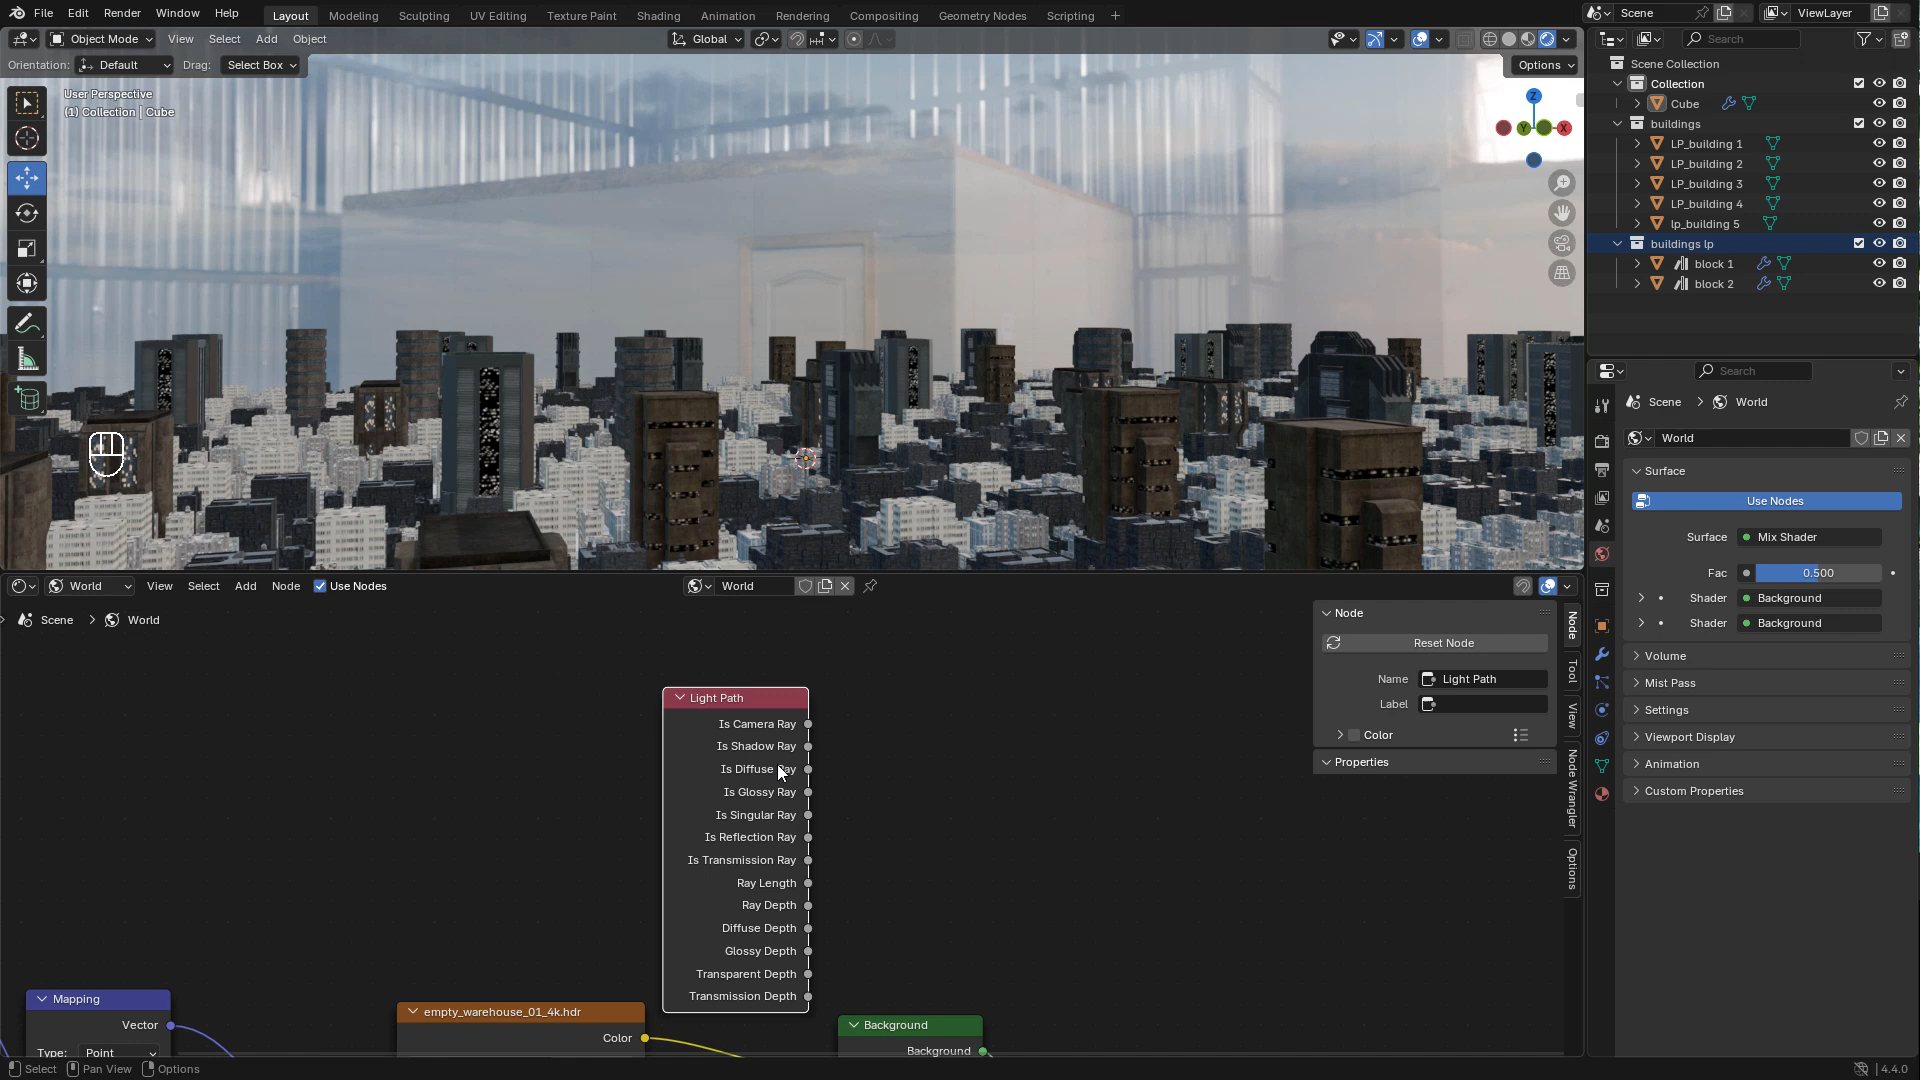 File Edit Render Window Help Layout Modeling Sculpting UV Editing Texture Paint Shading Animation Rendering Compositing Geometry Nodes Scripting + Scene ViewLayer
Object Mode View Select Add Object Global Search
Orientation: Default Drag: Select Box Options
User Perspective
(1) Collection | Cube
Z
Y
X
Scene Collection
Collection
Cube
buildings
LP_building 1
LP_building 2
LP_building 3
LP_building 4
lp_building 5
buildings lp
block 1
block 2
Search
Scene > World
World
Surface
Use Nodes
Surface Mix Shader
Fac 0.500
Shader Background
Shader Background
Volume
Mist Pass
Settings
Viewport Display
Animation
Custom Properties
World View Select Add Node Use Nodes World
Scene > World
Light Path
Is Camera Ray
Is Shadow Ray
Is Diffuse Ray
Is Glossy Ray
Is Singular Ray
Is Reflection Ray
Is Transmission Ray
Ray Length
Ray Depth
Diffuse Depth
Glossy Depth
Transparent Depth
Transmission Depth
Mapping
Vector
Type: Point
empty_warehouse_01_4k.hdr
Color
Background
Background
Node
Reset Node
Name Light Path
Label
Color
Properties
Node
Tool
View
Node Wrangler
Options
Select Pan View Options 4.4.0